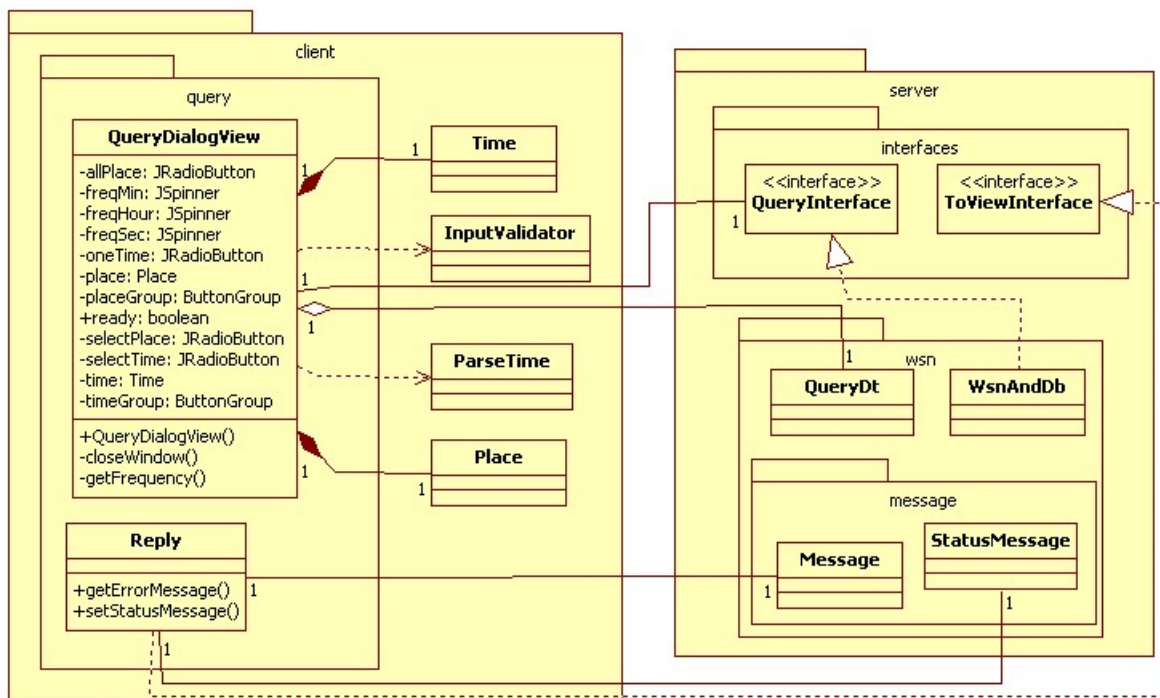 client
query
QueryDialogView
-allPlace: JRadioButton
-freqMin: JSpinner
-freqHour: JSpinner
-freqSec: JSpinner
-oneTime: JRadioButton
-place: Place
-placeGroup: ButtonGroup
+ready: boolean
-selectPlace: JRadioButton
-selectTime: JRadioButton
-time: Time
-timeGroup: ButtonGroup
+QueryDialogView()
-closeWindow()
-getFrequency()
1
1
1
1
Time
1
InputValidator
ParseTime
Place
1
Reply
+getErrorMessage()
+setStatusMessage()
1
1
server
interfaces
<<interface>>
QueryInterface
1
<<interface>>
ToViewInterface
wsn
1
QueryDt
WsnAndDb
message
Message
1
StatusMessage
1